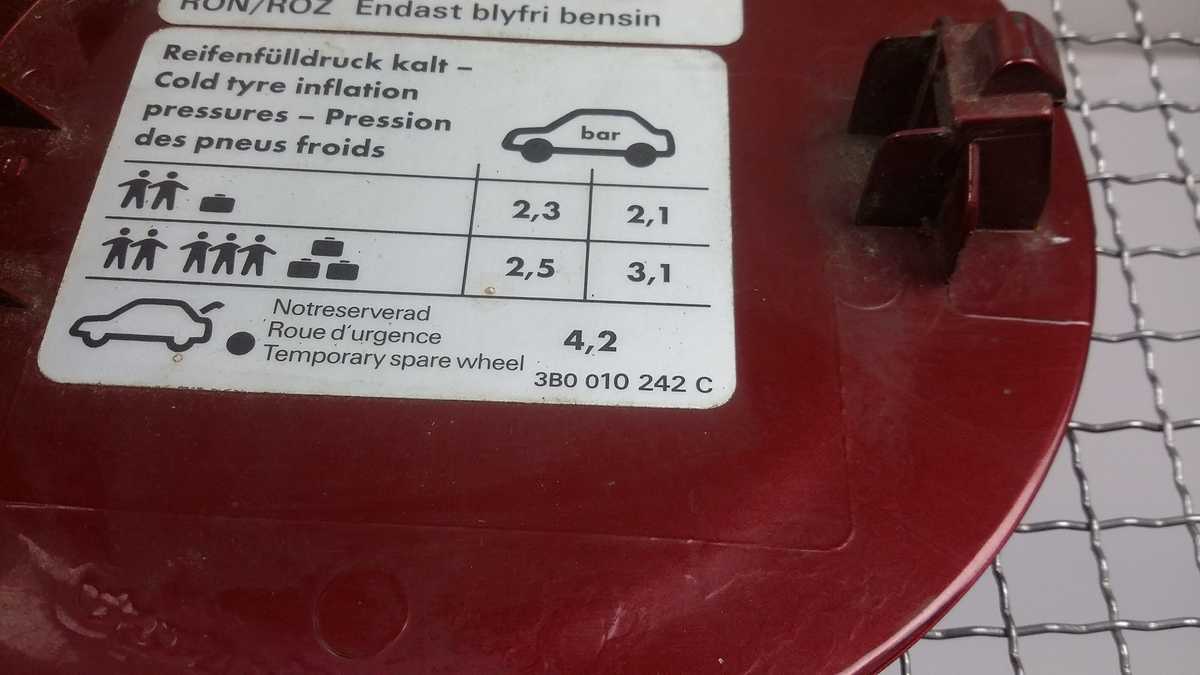 RON/ROZ Endast blyfri bensin
Reifenfülldruck kalt –
Cold tyre inflation
pressures – Pression
des pneus froids
bar
2,3 2,1
2,5 3,1
Notreserverad
Roue d'urgence
Temporary spare wheel
4,2
3B0 010 242 C